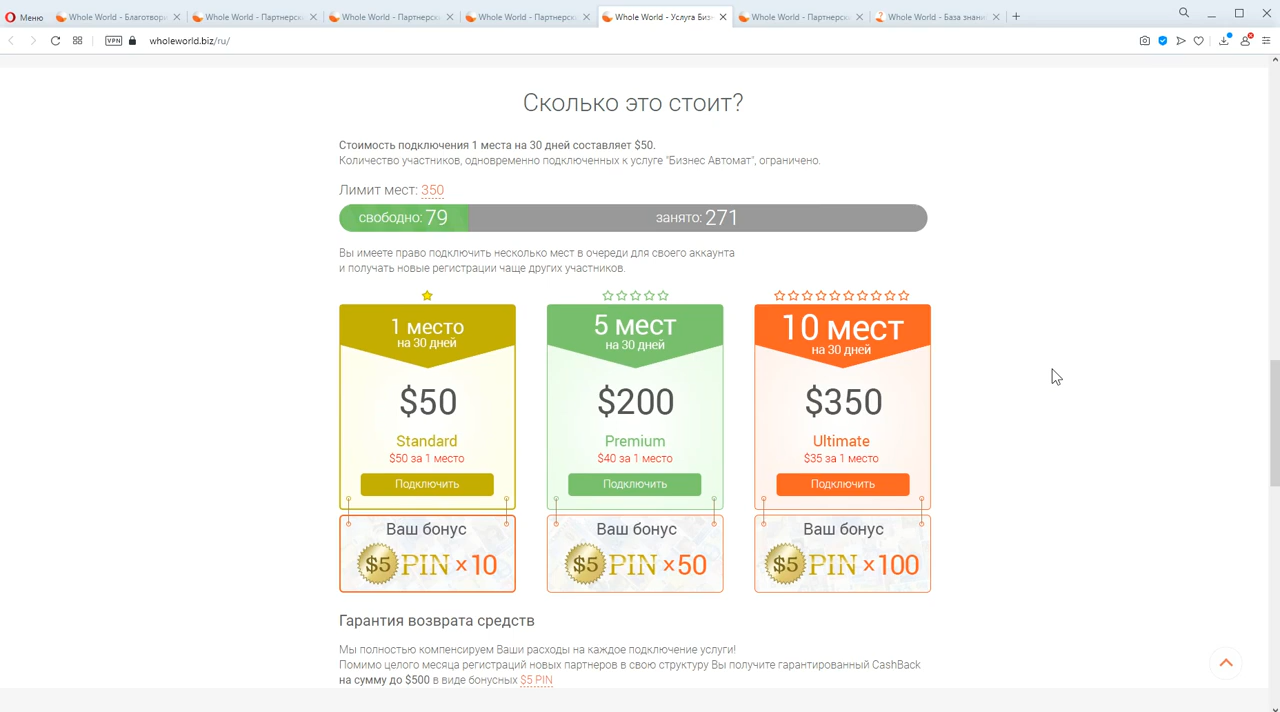 Меню
Whole World - Благотвор
Whole World - Партнерск
Whole World - Партнерск
Whole World - Партнерск
Whole World - Услуга Биз
Whole World - Партнерск
Whole World - База знани
VPN
wholeworld.biz/ru/
Сколько это стоит?
Стоимость подключения 1 места на 30 дней составляет $50.
Количество участников, одновременно подключенных к услуге "Бизнес Автомат", ограничено.
Лимит мест: 350
свободно: 79
занято: 271
Вы имеете право подключить несколько мест в очереди для своего аккаунта
и получать новые регистрации чаще других участников.
1 место
на 30 дней
$50
Standard
$50 за 1 место
Подключить
Ваш бонус
$5 PIN ×10
5 мест
на 30 дней
$200
Premium
$40 за 1 место
Подключить
Ваш бонус
$5 PIN ×50
10 мест
на 30 дней
$350
Ultimate
$35 за 1 место
Подключить
Ваш бонус
$5 PIN ×100
Гарантия возврата средств
Мы полностью компенсируем Ваши расходы на каждое подключение услуги!
Помимо целого месяца регистраций новых партнеров в свою структуру Вы получите гарантированный CashBack
на сумму до $500 в виде бонусных $5 PIN